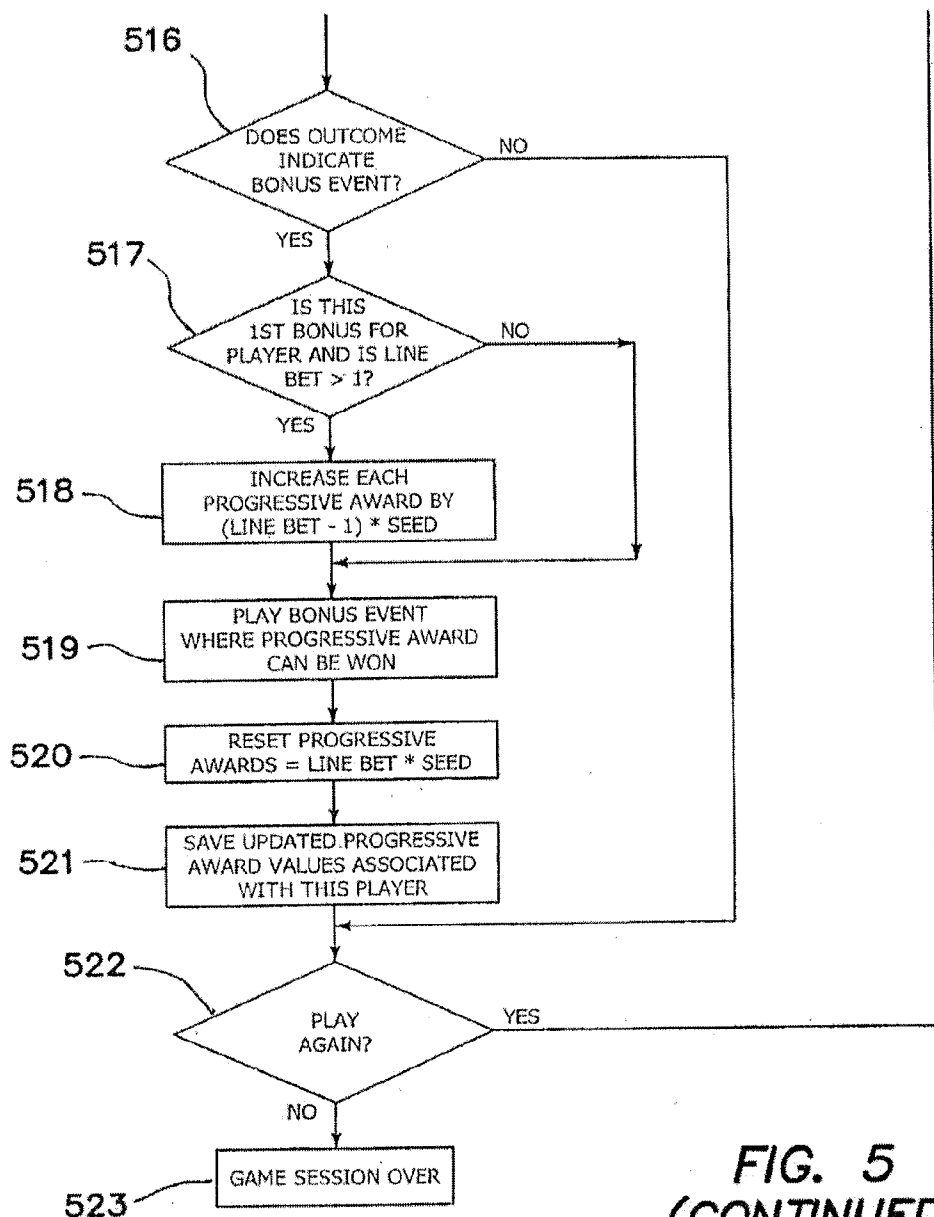 516
DOES OUTCOME
INDICATE
BONUS EVENT?
NO
YES
517
IS THIS
1ST BONUS FOR
PLAYER AND IS LINE
BET > 1?
NO
YES
518
INCREASE EACH
PROGRESSIVE AWARD BY
(LINE BET - 1) * SEED
519
PLAY BONUS EVENT
WHERE PROGRESSIVE AWARD
CAN BE WON
520
RESET PROGRESSIVE
AWARDS = LINE BET * SEED
521
SAVE UPDATED PROGRESSIVE
AWARD VALUES ASSOCIATED
WITH THIS PLAYER
522
PLAY
AGAIN?
YES
NO
523
GAME SESSION OVER
FIG. 5
(CONTINUED